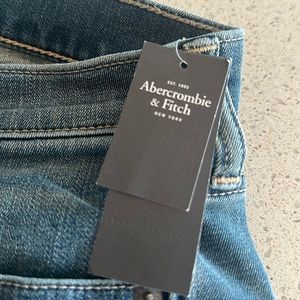 EST. 1892
Abercrombie
& Fitch
NEW YORK